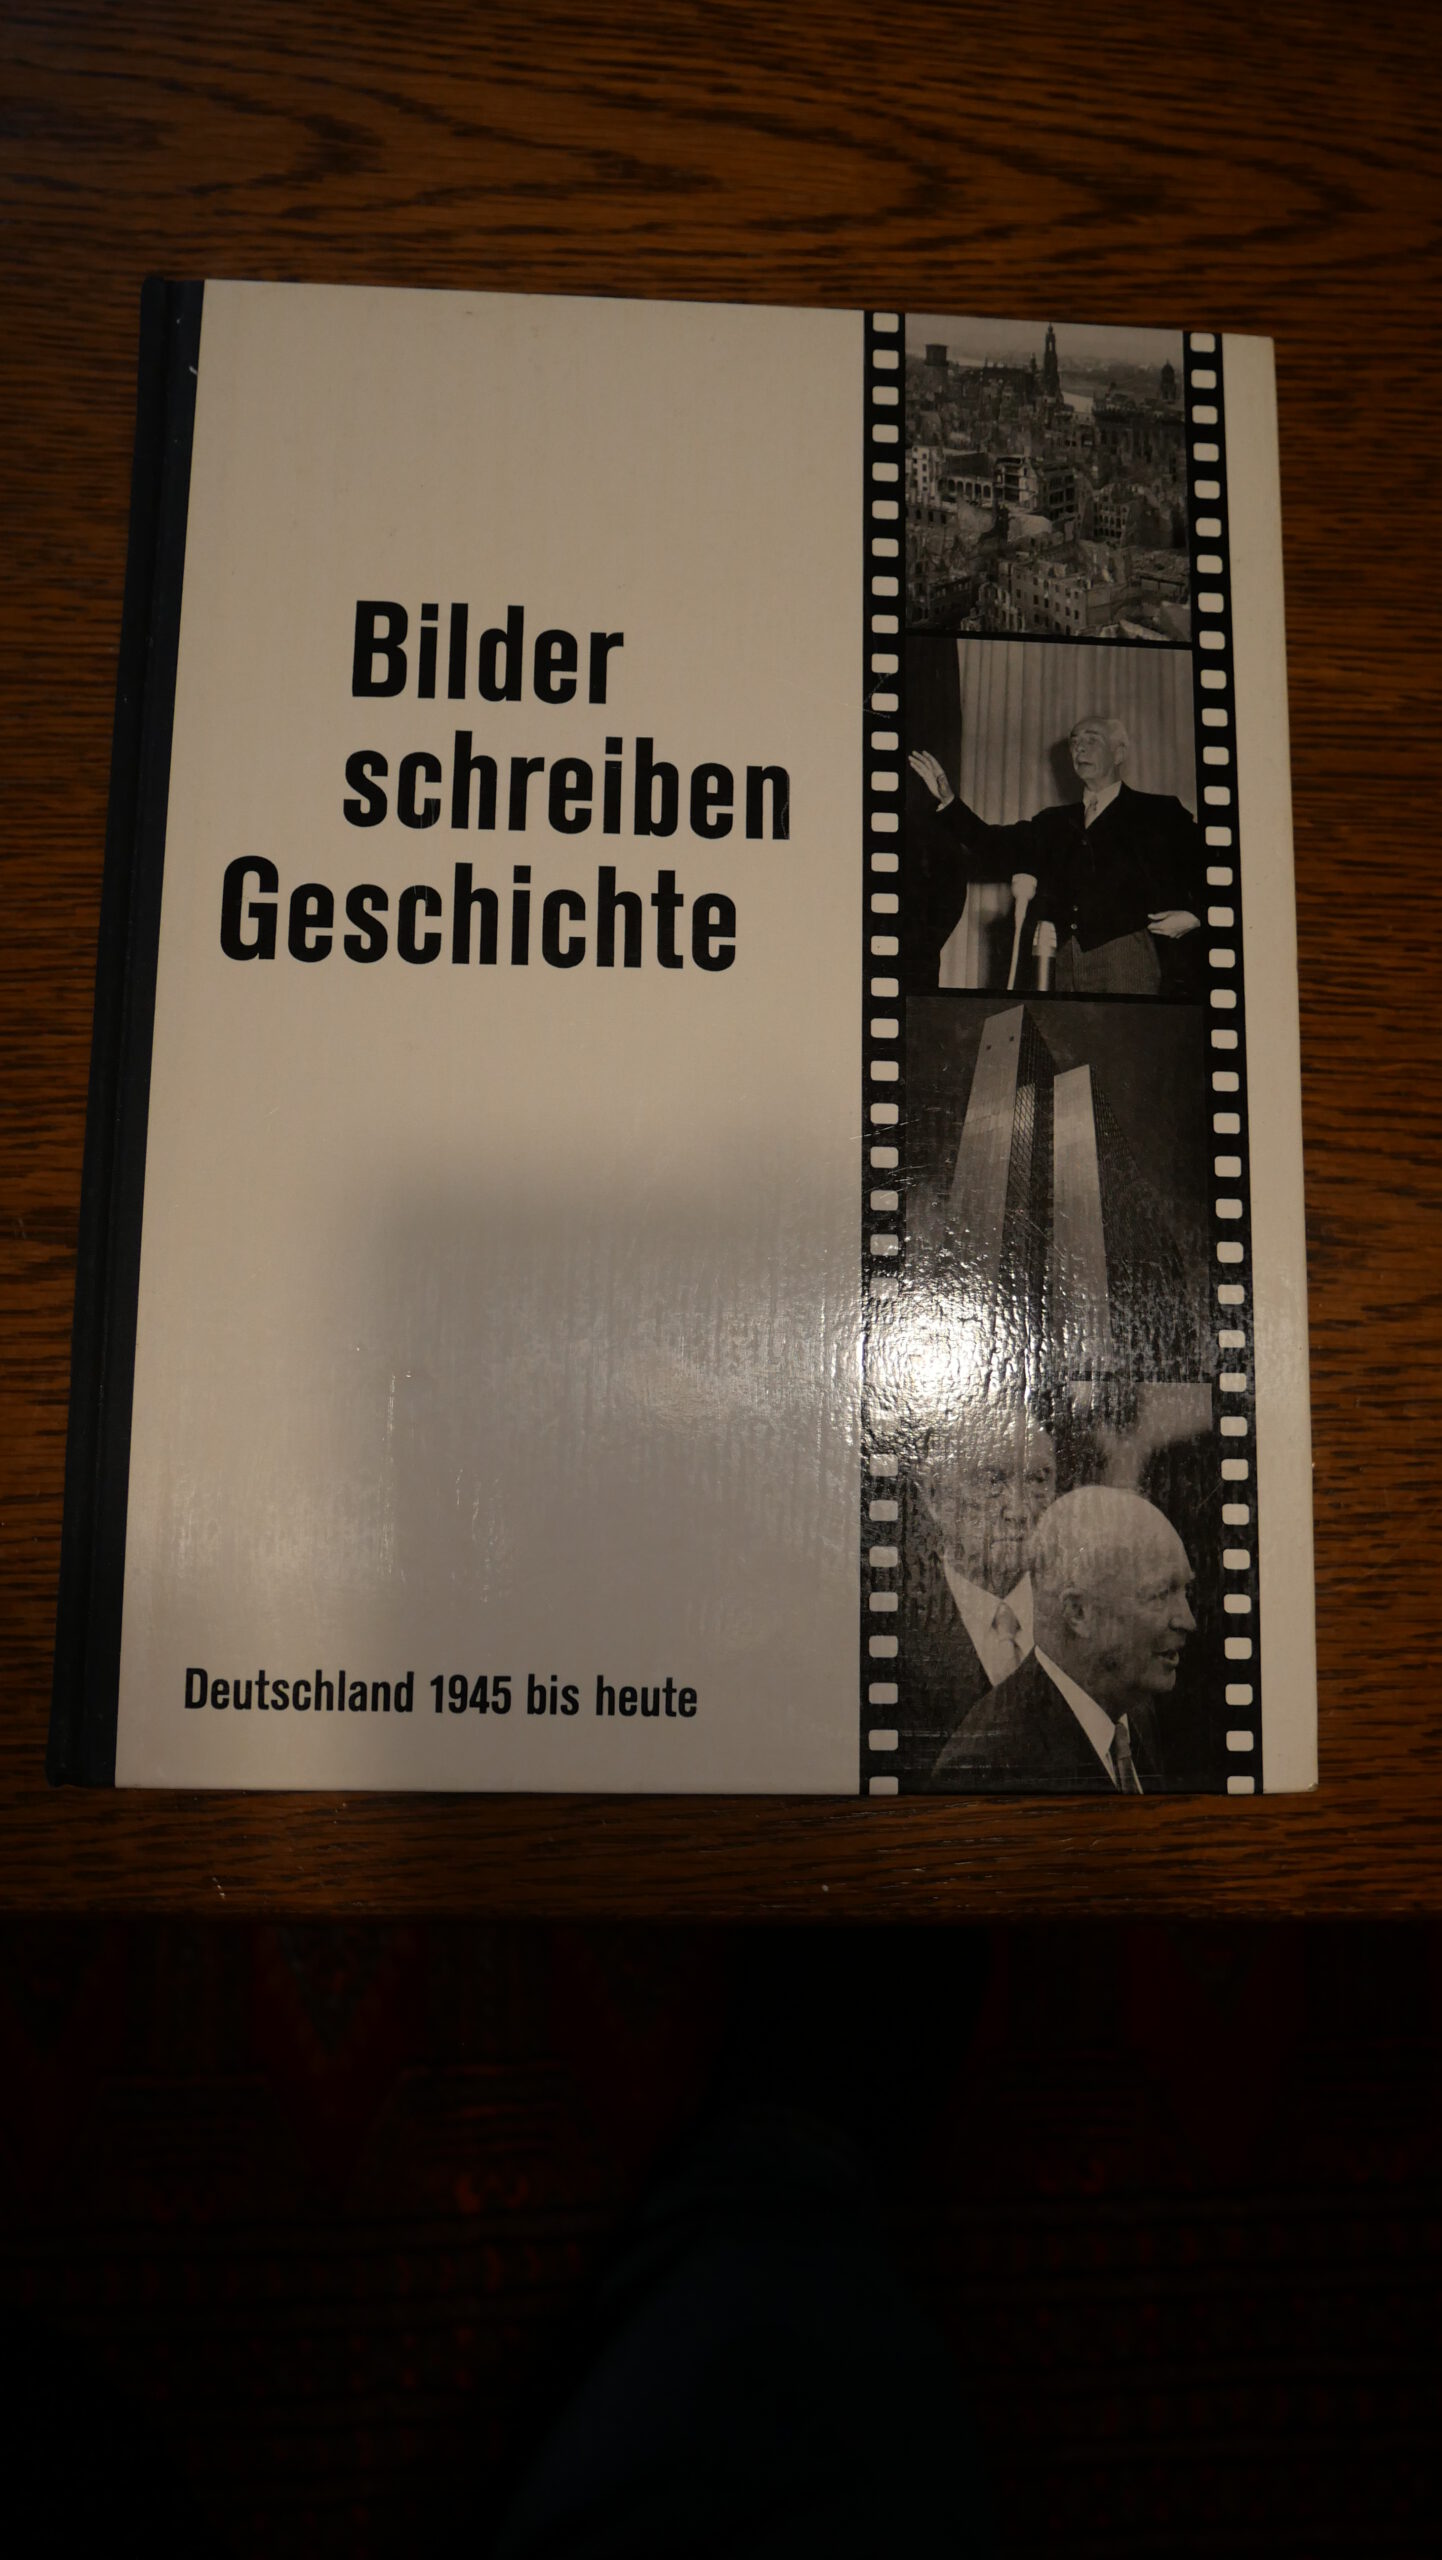 Bilder
schreiben
Geschichte
Deutschland 1945 bis heute